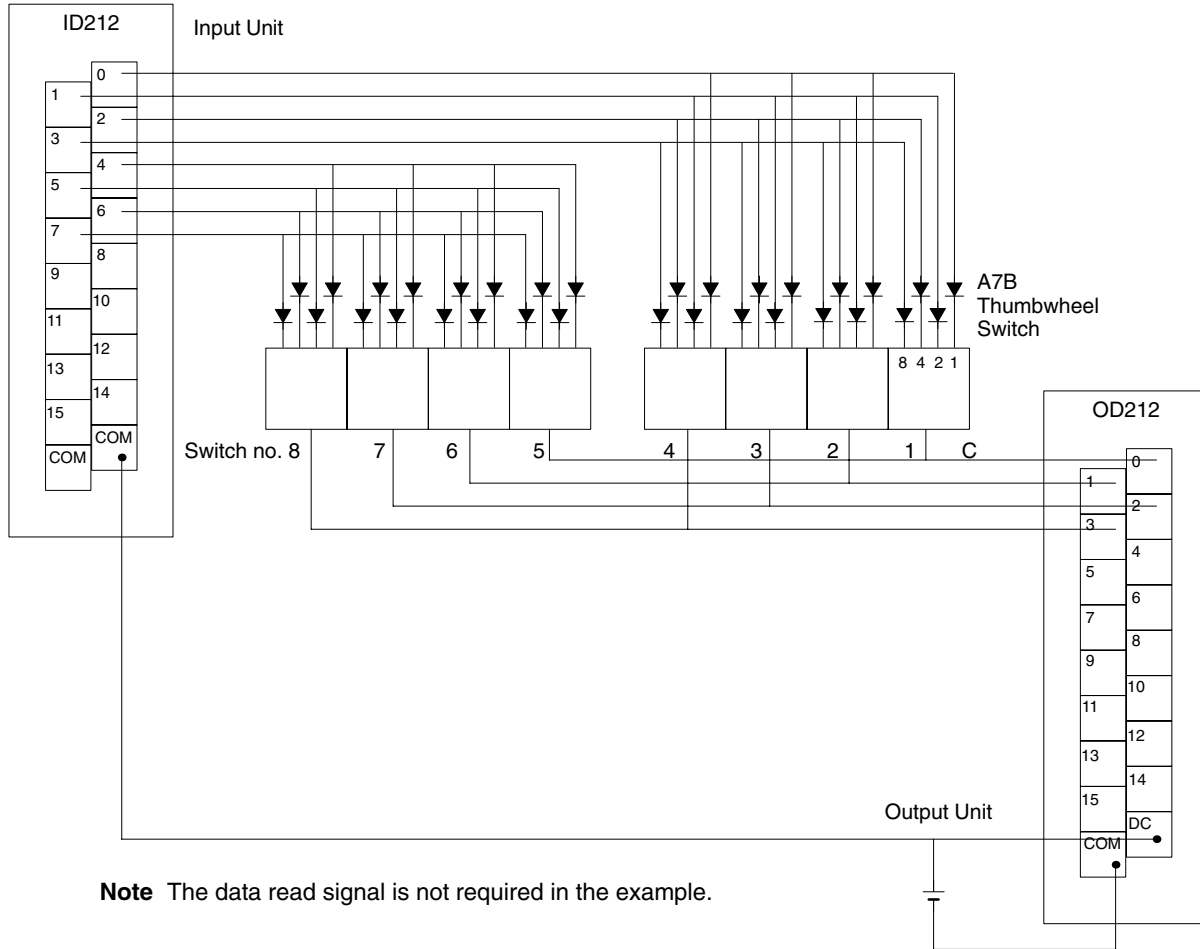 ID212
Input Unit
0
1
2
3
4
5
6
7
8
9
10
11
12
13
14
15
COM
COM
A7B
Thumbwheel
Switch
8 4 2 1
Switch no. 8 7 6 5 4 3 2 1 C
OD212
0
1
2
3
4
5
6
7
8
9
10
11
12
13
14
15
DC
COM
Output Unit
Note The data read signal is not required in the example.